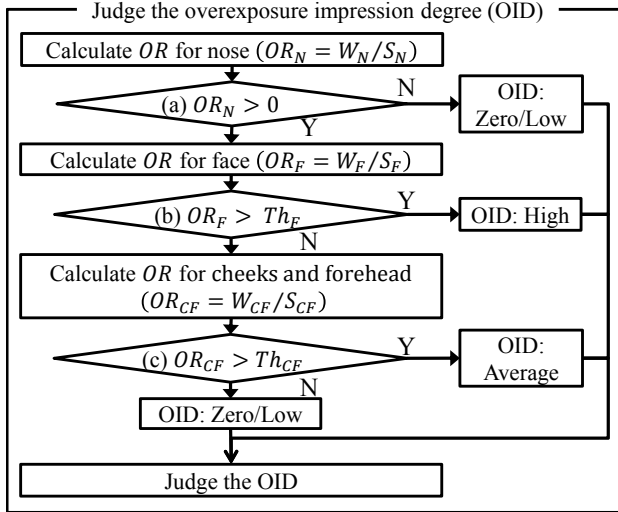 Judge the overexposure impression degree (OID)
Calculate OR for nose (OR_N = W_N/S_N)
(a) OR_N > 0
N
OID:
Zero/Low
Y
Calculate OR for face (OR_F = W_F/S_F)
(b) OR_F > Th_F
Y
OID: High
N
Calculate OR for cheeks and forehead
(OR_CF = W_CF/S_CF)
(c) OR_CF > Th_CF
Y
OID:
Average
N
OID: Zero/Low
Judge the OID